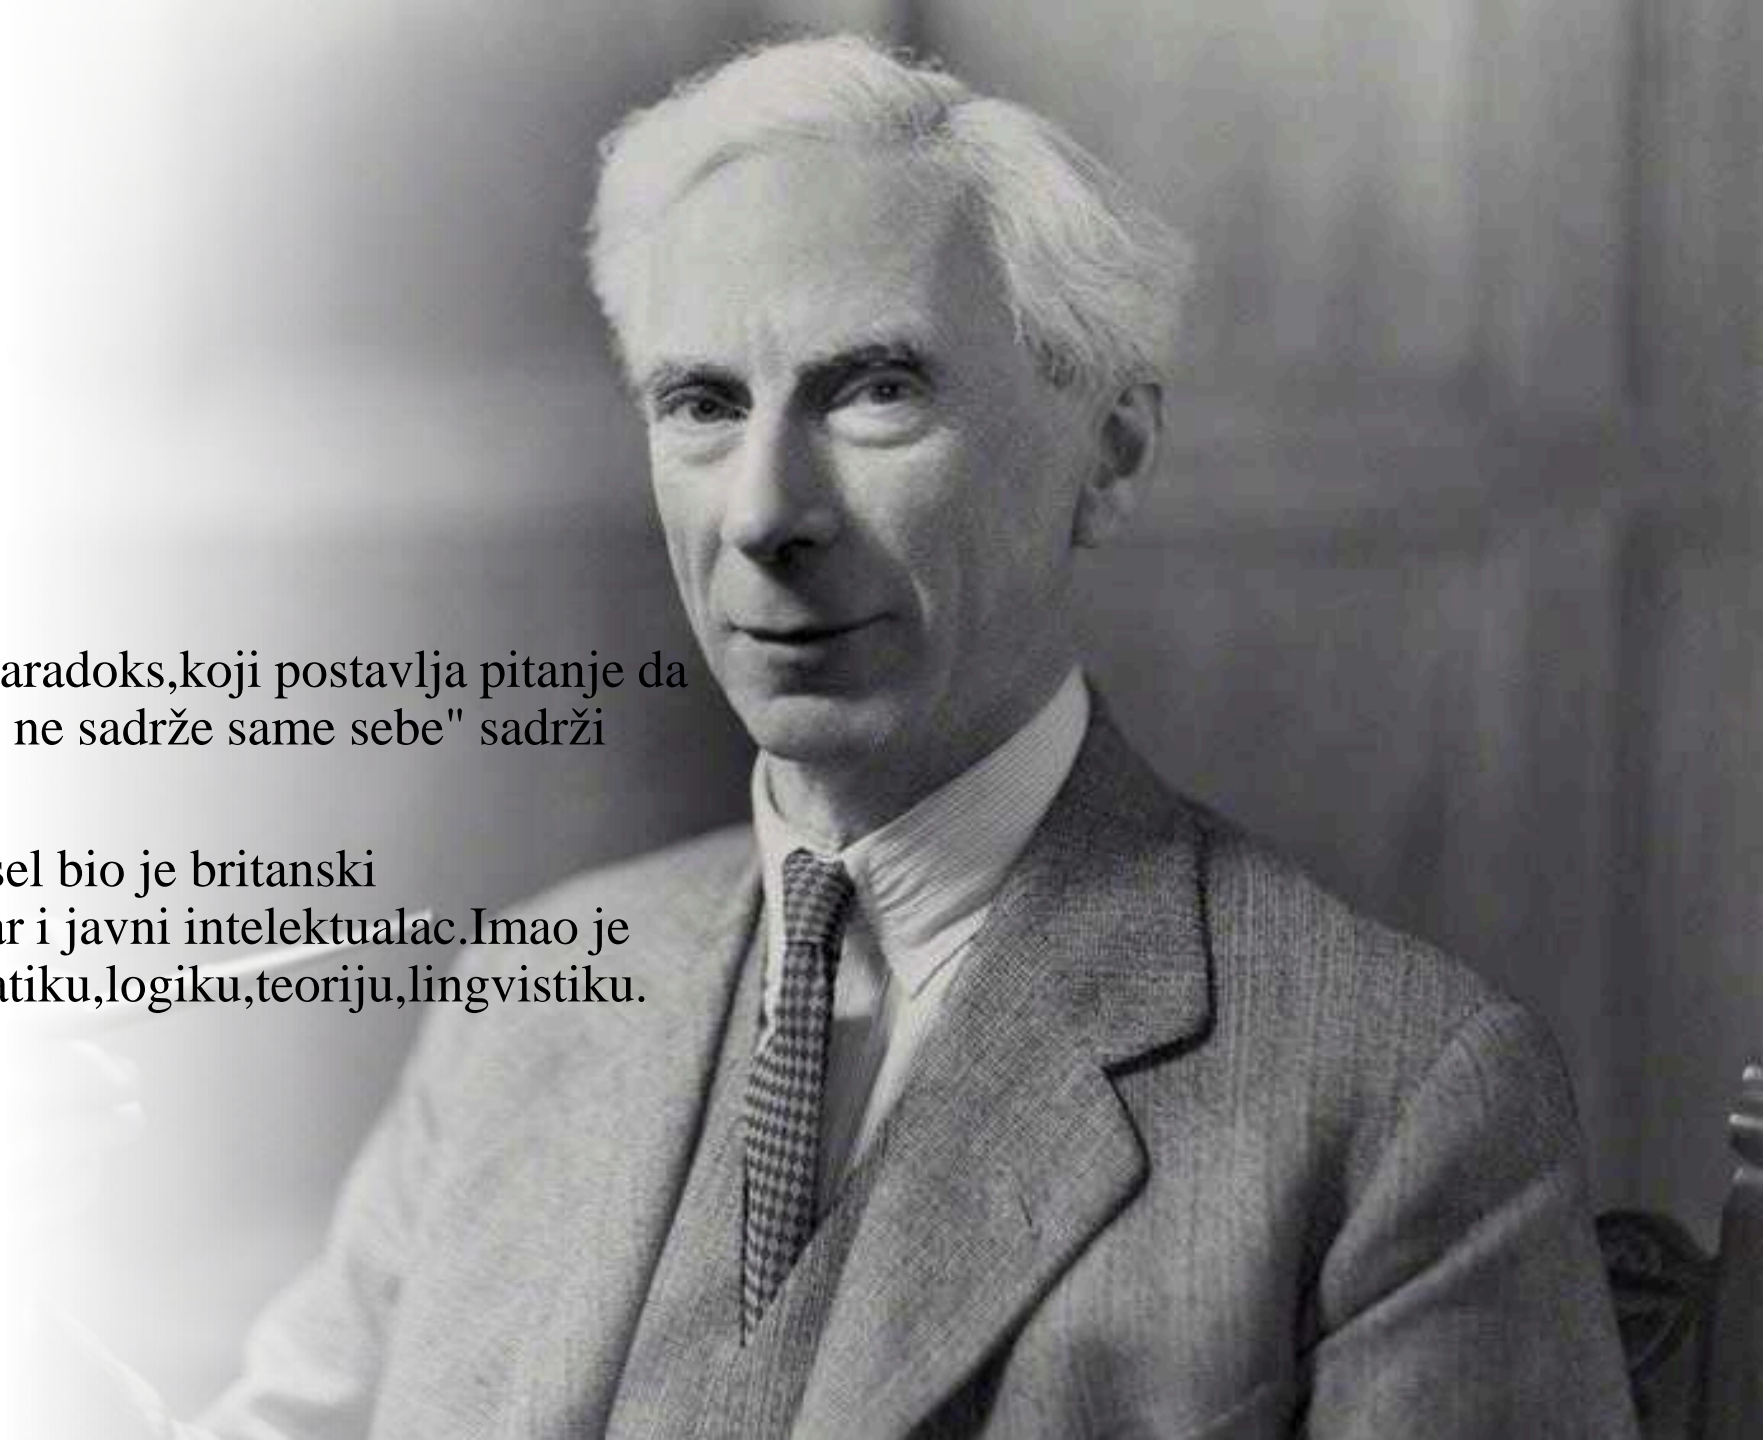 aradoks,koji postavlja pitanje da
ne sadrže same sebe" sadrži
sel bio je britanski
ar i javni intelektualac.Imao je
atiku,logiku,teoriju,lingvistiku.